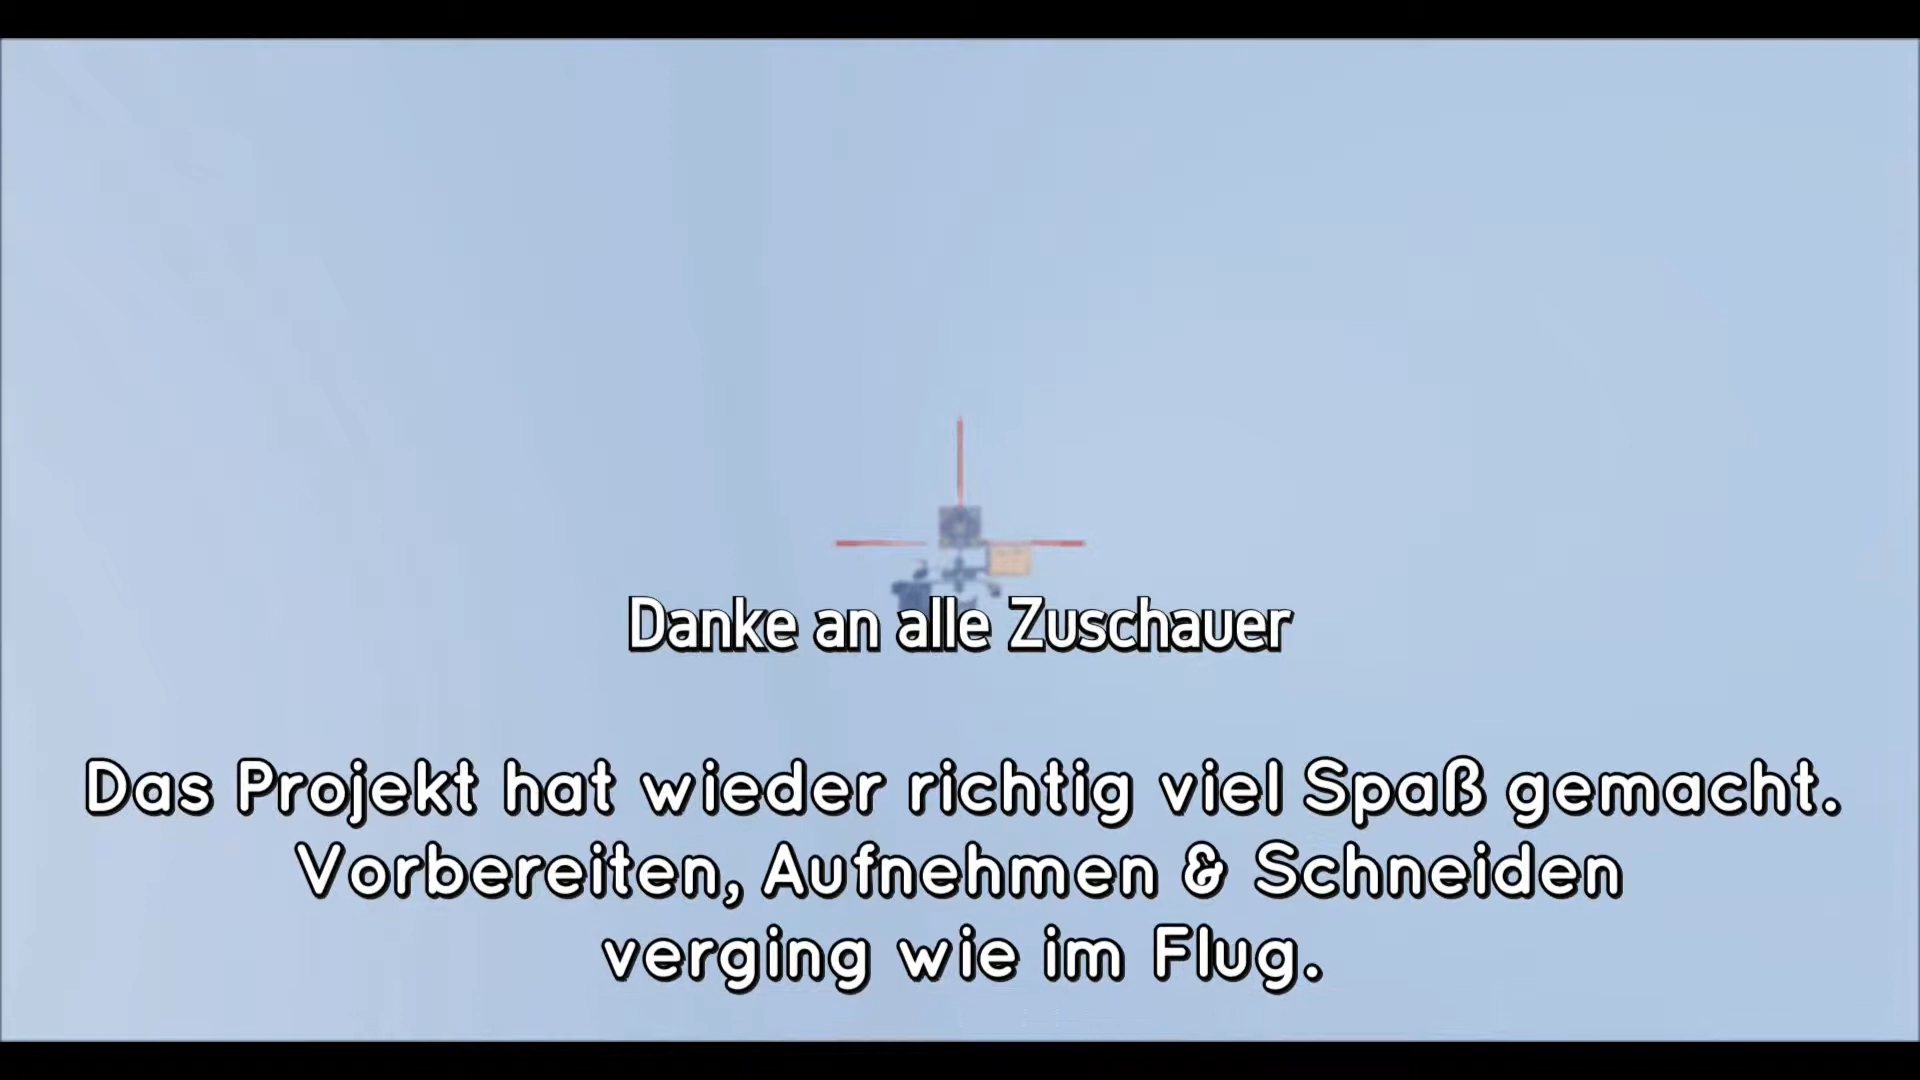 Danke an alle Zuschauer
Das Projekt hat wieder richtig viel Spaß gemacht.
Vorbereiten, Aufnehmen & Schneiden
verging wie im Flug.